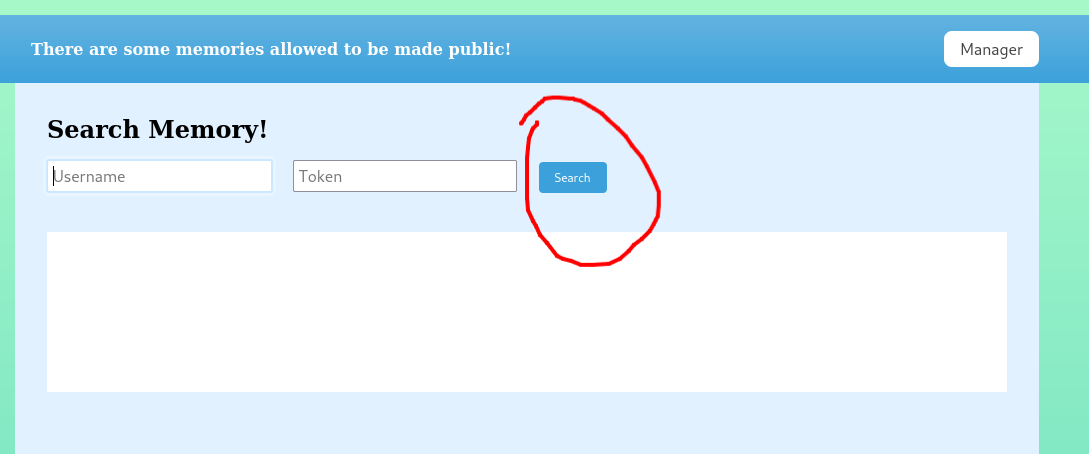 There are some memories allowed to be made public!
Manager
Search Memory!
Username
Token
Search